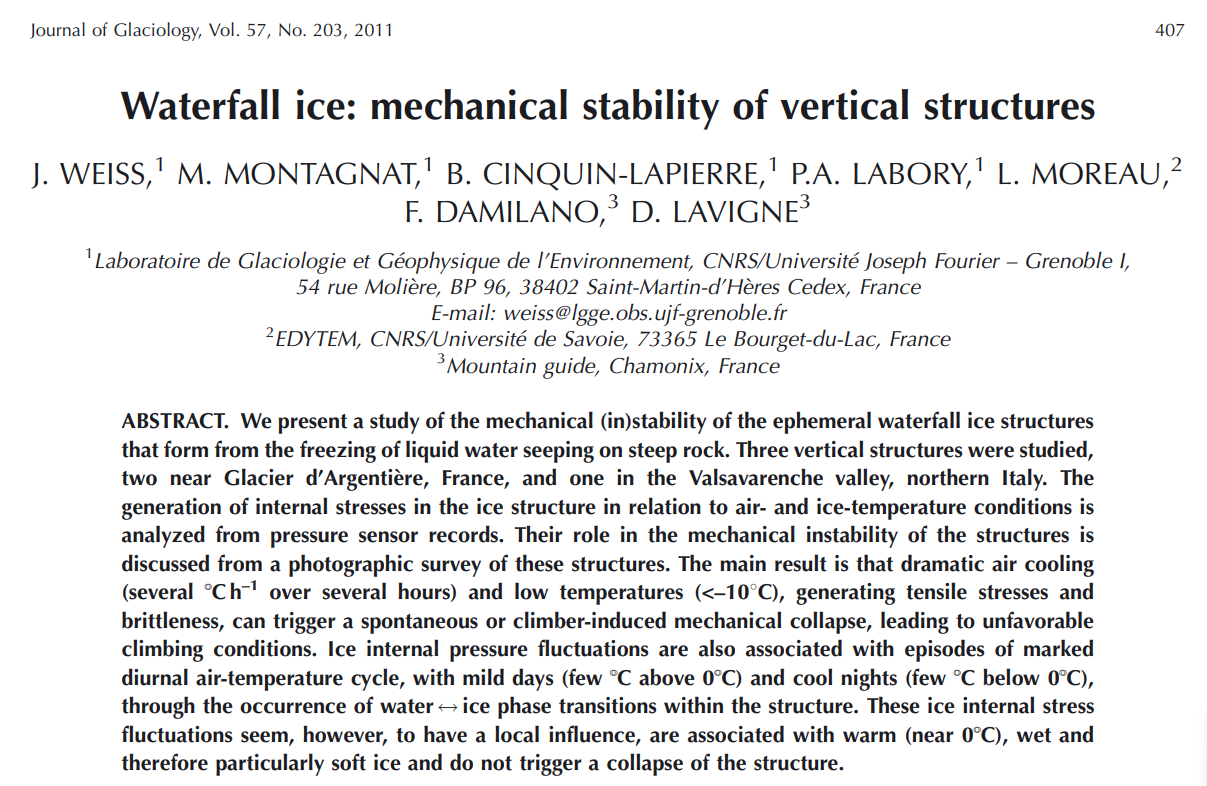 Journal of Glaciology, Vol. 57, No. 203, 2011
407
Waterfall ice: mechanical stability of vertical structures
J. WEISS,¹ M. MONTAGNAT,¹ B. CINQUIN-LAPIERRE,¹ P.A. LABORY,¹ L. MOREAU,²
F. DAMILANO,³ D. LAVIGNE³
¹Laboratoire de Glaciologie et Géophysique de l'Environnement, CNRS/Université Joseph Fourier – Grenoble I,
54 rue Molière, BP 96, 38402 Saint-Martin-d'Hères Cedex, France
E-mail: weiss@lgge.obs.ujf-grenoble.fr
²EDYTEM, CNRS/Université de Savoie, 73365 Le Bourget-du-Lac, France
³Mountain guide, Chamonix, France
ABSTRACT. We present a study of the mechanical (in)stability of the ephemeral waterfall ice structures
that form from the freezing of liquid water seeping on steep rock. Three vertical structures were studied,
two near Glacier d'Argentière, France, and one in the Valsavarenche valley, northern Italy. The
generation of internal stresses in the ice structure in relation to air- and ice-temperature conditions is
analyzed from pressure sensor records. Their role in the mechanical instability of the structures is
discussed from a photographic survey of these structures. The main result is that dramatic air cooling
(several °C h⁻¹ over several hours) and low temperatures (<–10°C), generating tensile stresses and
brittleness, can trigger a spontaneous or climber-induced mechanical collapse, leading to unfavorable
climbing conditions. Ice internal pressure fluctuations are also associated with episodes of marked
diurnal air-temperature cycle, with mild days (few °C above 0°C) and cool nights (few °C below 0°C),
through the occurrence of water↔ice phase transitions within the structure. These ice internal stress
fluctuations seem, however, to have a local influence, are associated with warm (near 0°C), wet and
therefore particularly soft ice and do not trigger a collapse of the structure.